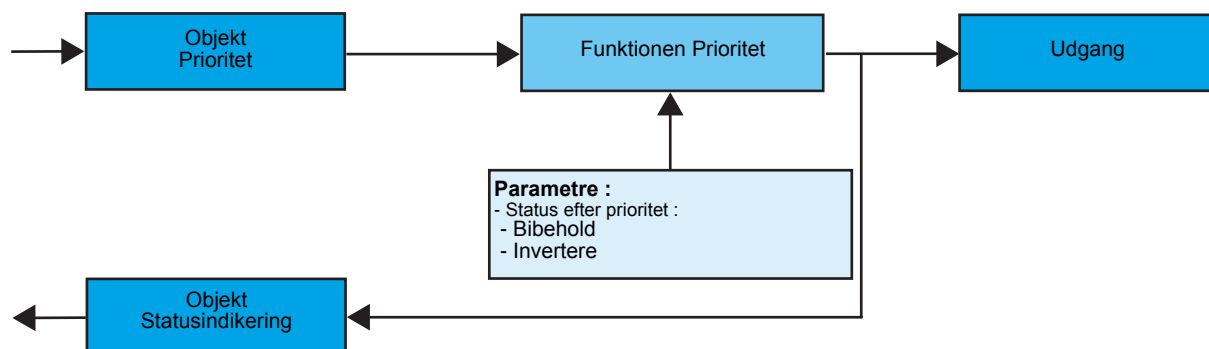 Objekt
Prioritet
Funktionen Prioritet
Udgang
Parametre :
- Status efter prioritet :
- Bibehold
- Invertere
Objekt
Statusindikering